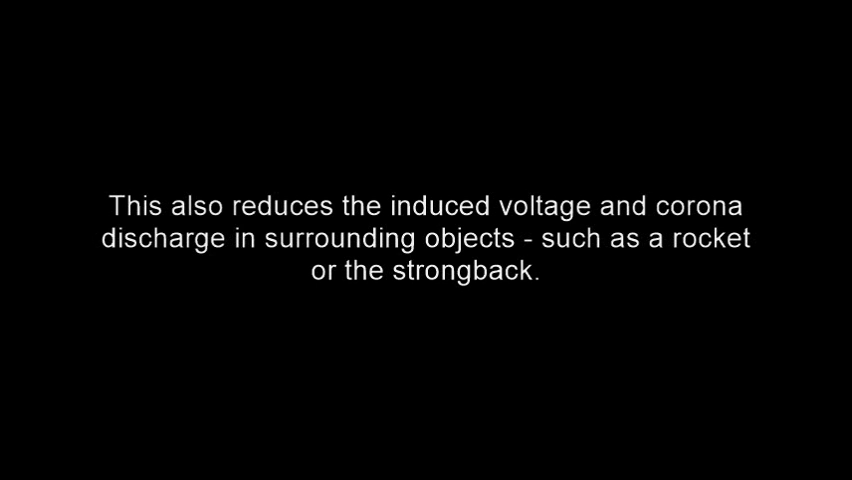 This also reduces the induced voltage and corona
discharge in surrounding objects - such as a rocket
or the strongback.